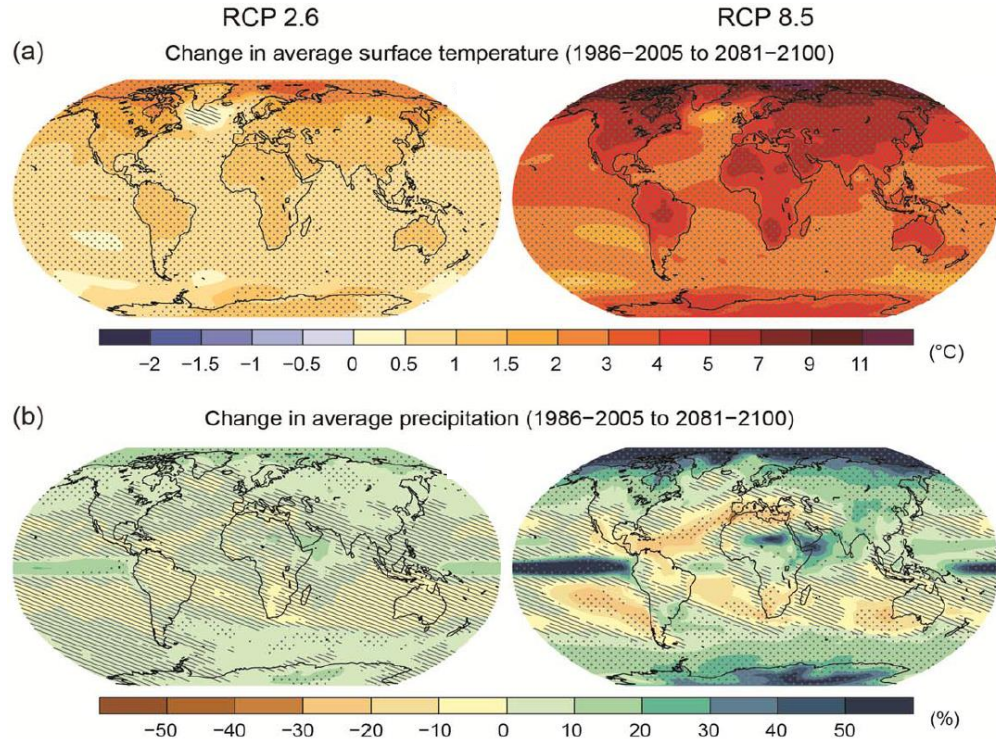 RCP 2.6
RCP 8.5
(a)
Change in average surface temperature (1986−2005 to 2081−2100)
−2 −1.5 −1 −0.5 0 0.5 1 1.5 2 3 4 5 7 9 11 (°C)
(b)
Change in average precipitation (1986−2005 to 2081−2100)
−50 −40 −30 −20 −10 0 10 20 30 40 50 (%)